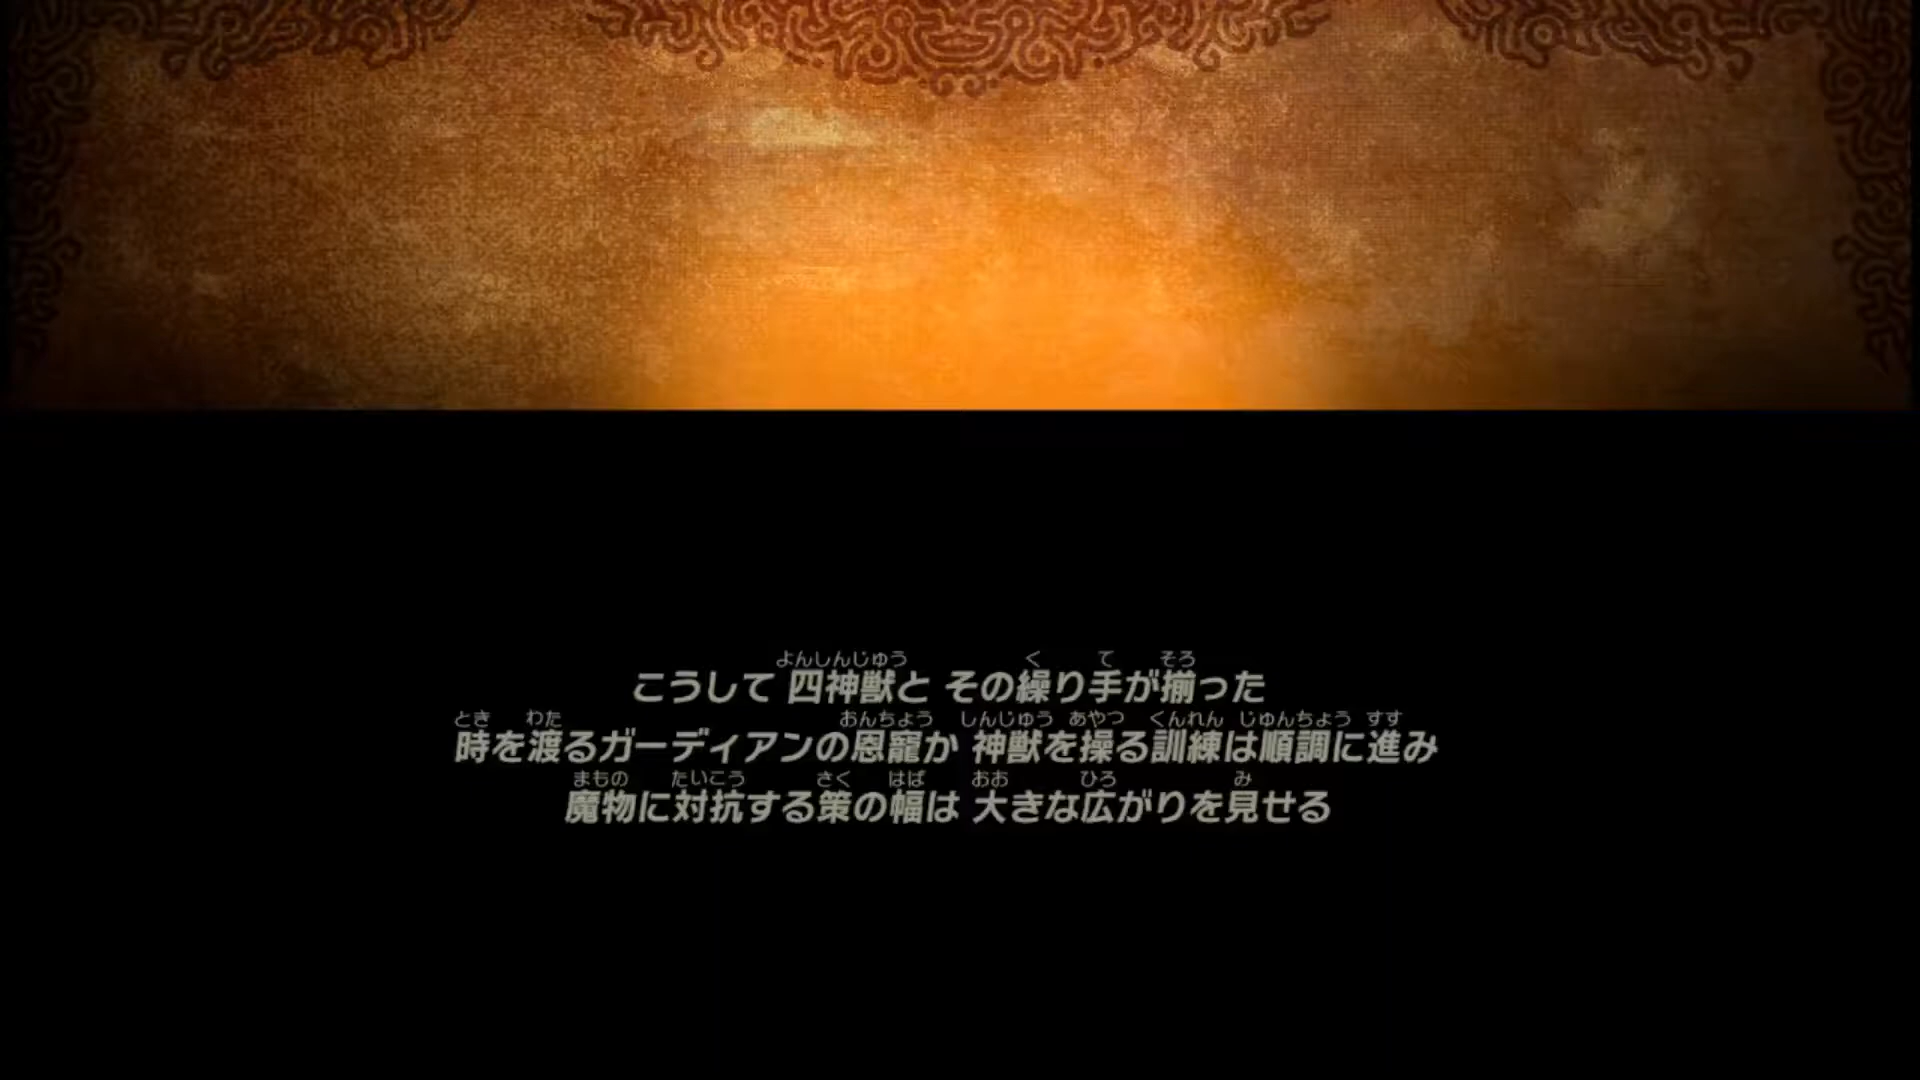 こうして 四神獣と その繰り手が揃った
時を渡るガーディアンの恩寵か 神獣を操る訓練は順調に進み
魔物に対抗する策の幅は 大きな広がりを見せる